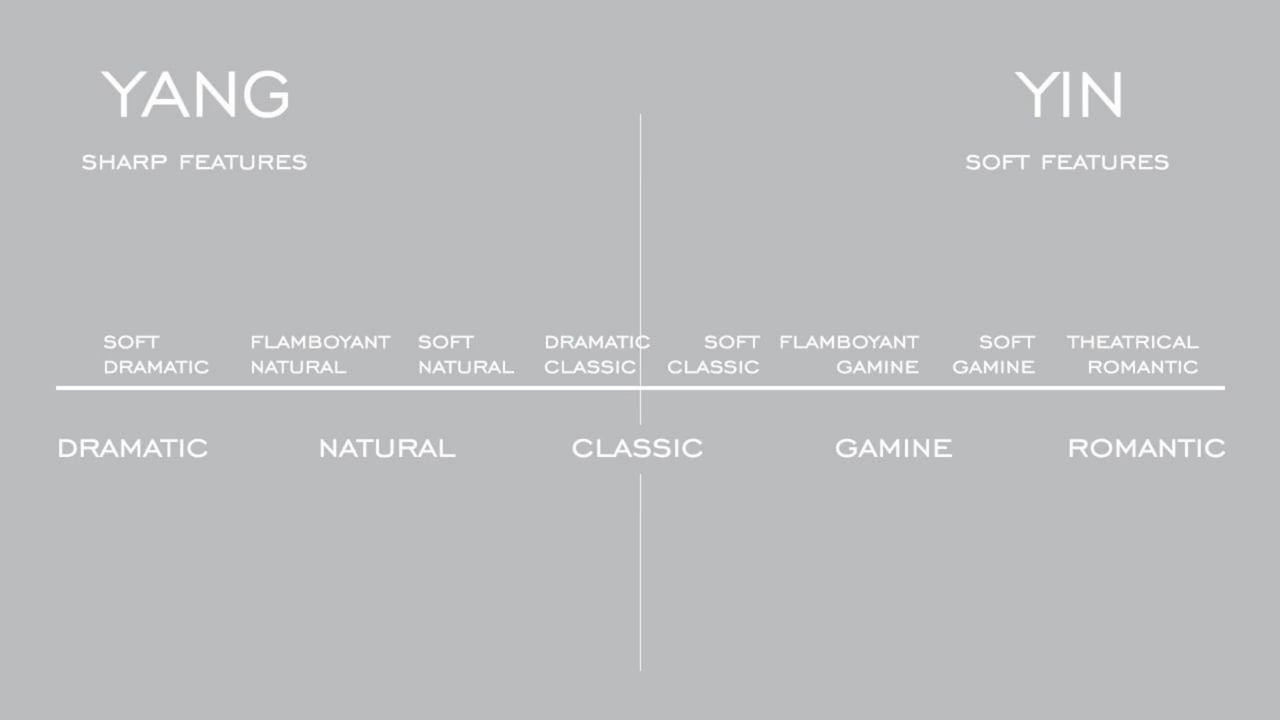 YANG
YIN
SHARP FEATURES
SOFT FEATURES
SOFT DRAMATIC
FLAMBOYANT NATURAL
SOFT NATURAL
DRAMATIC CLASSIC
SOFT CLASSIC
FLAMBOYANT GAMINE
SOFT GAMINE
THEATRICAL ROMANTIC
DRAMATIC
NATURAL
CLASSIC
GAMINE
ROMANTIC